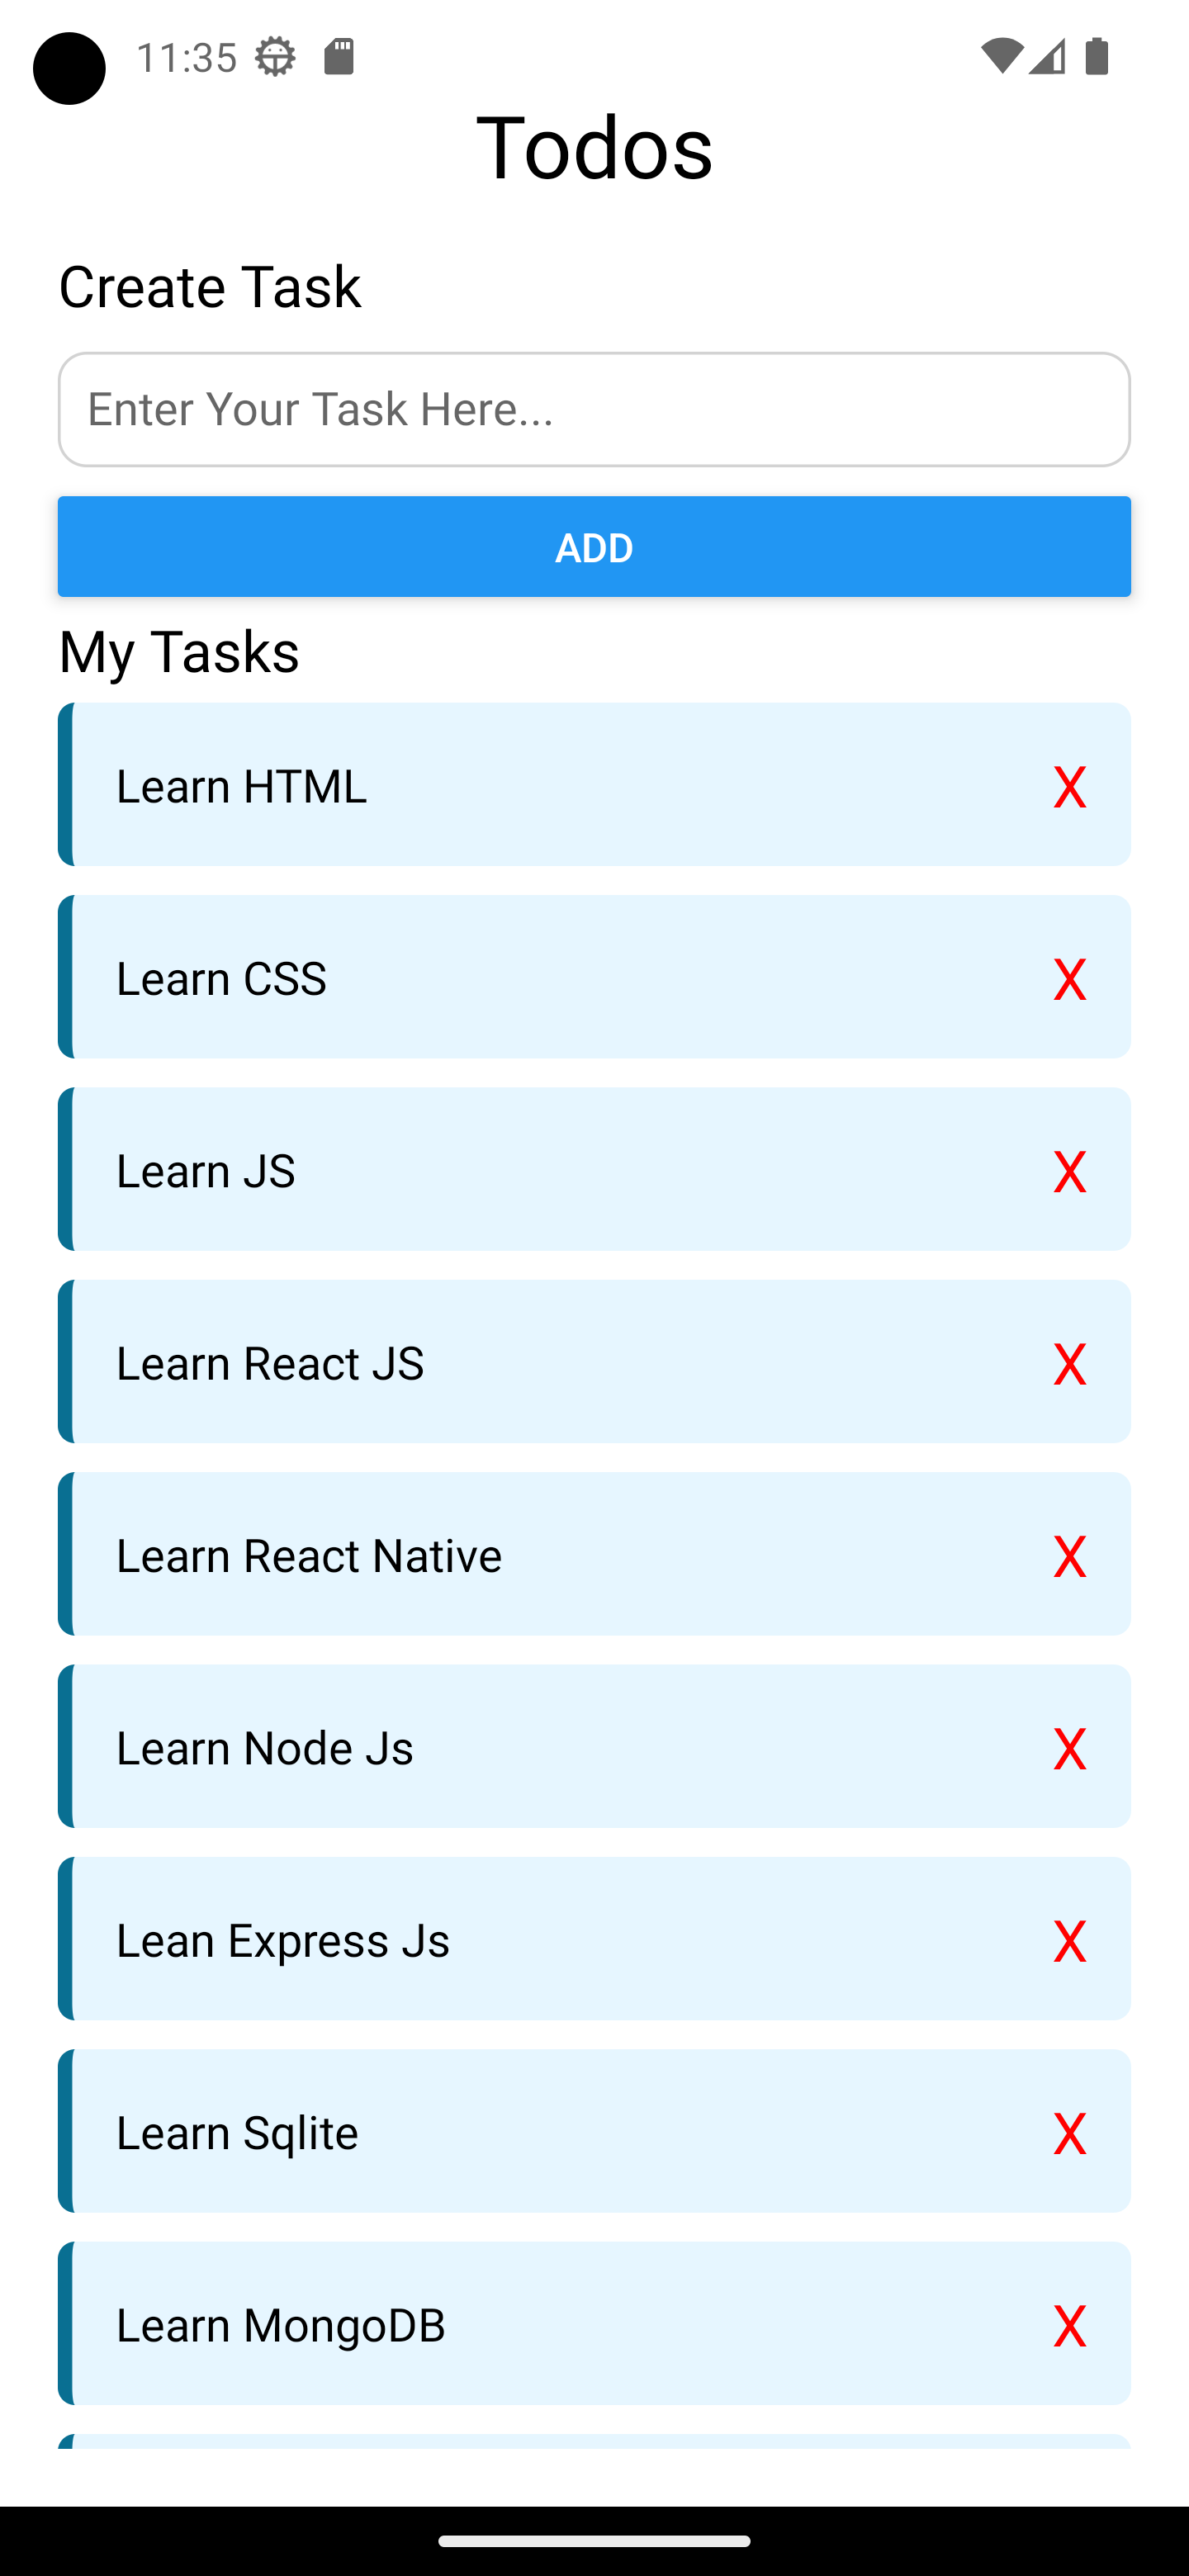 11:35
Todos
Create Task
Enter Your Task Here...
ADD
My Tasks
Learn HTML X
Learn CSS X
Learn JS X
Learn React JS X
Learn React Native X
Learn Node Js X
Lean Express Js X
Learn Sqlite X
Learn MongoDB X